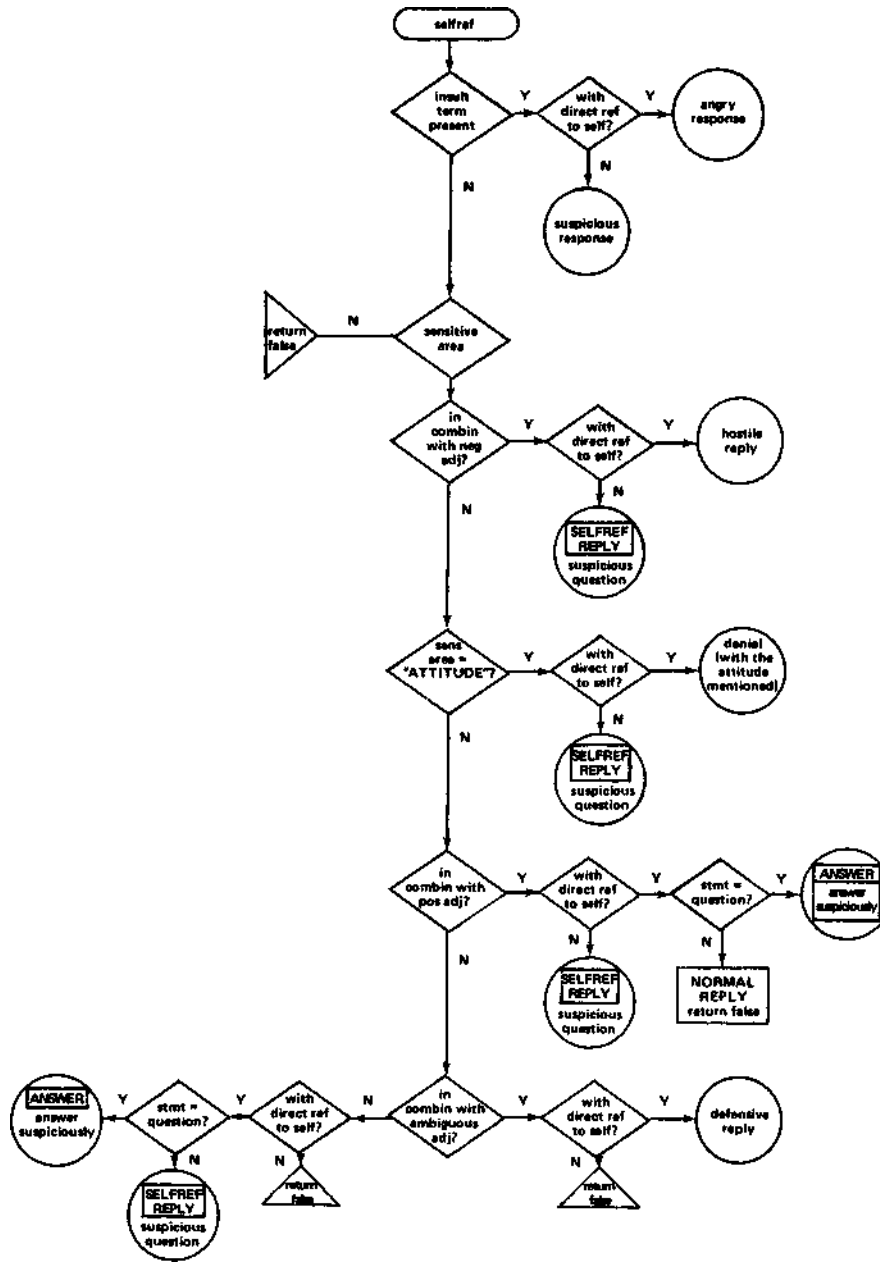 selfref
insult
term
present
Y
with
direct ref
to self?
Y
angry
response
N
N
suspicious
response
return
false
N
sensitive
area
in
combin
with neg
adj?
Y
with
direct ref
to self?
Y
hostile
reply
N
N
SELFREF
REPLY
suspicious
question
sens
area =
"ATTITUDE"?
Y
with
direct ref
to self?
Y
denial
(with the
attitude
mentioned)
N
N
SELFREF
REPLY
suspicious
question
in
combin with
pos adj?
Y
with
direct ref
to self?
Y
stmt =
question?
Y
ANSWER
answer
suspiciously
N
N
N
SELFREF
REPLY
suspicious
question
NORMAL
REPLY
return false
ANSWER
answer
suspiciously
Y
stmt =
question?
Y
with
direct ref
to self?
N
in
combin with
ambiguous
adj?
Y
with
direct ref
to self?
Y
defensive
reply
N
SELFREF
REPLY
suspicious
question
N
return
false
N
return
false